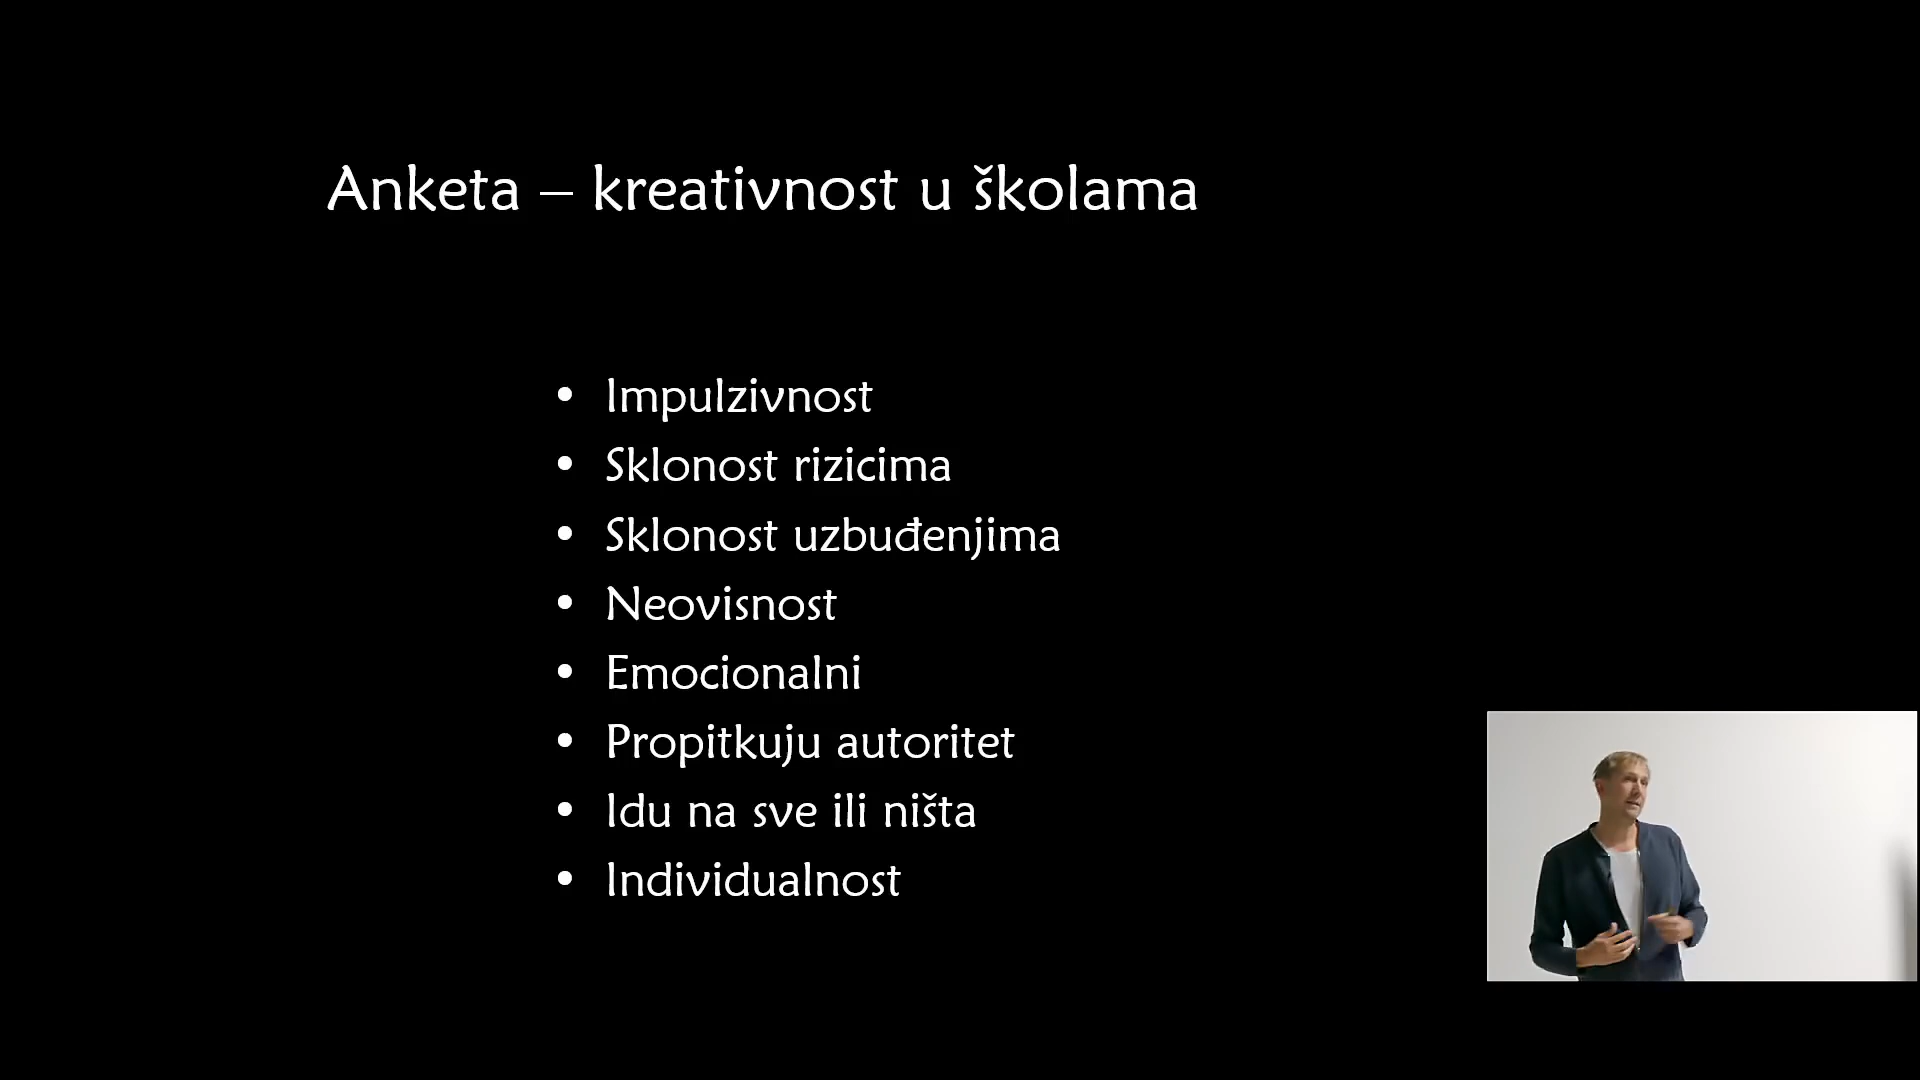 Anketa – kreativnost u školama
• Impulzivnost
• Sklonost rizicima
• Sklonost uzbuđenjima
• Neovisnost
• Emocionalni
• Propitkuju autoritet
• Idu na sve ili ništa
• Individualnost